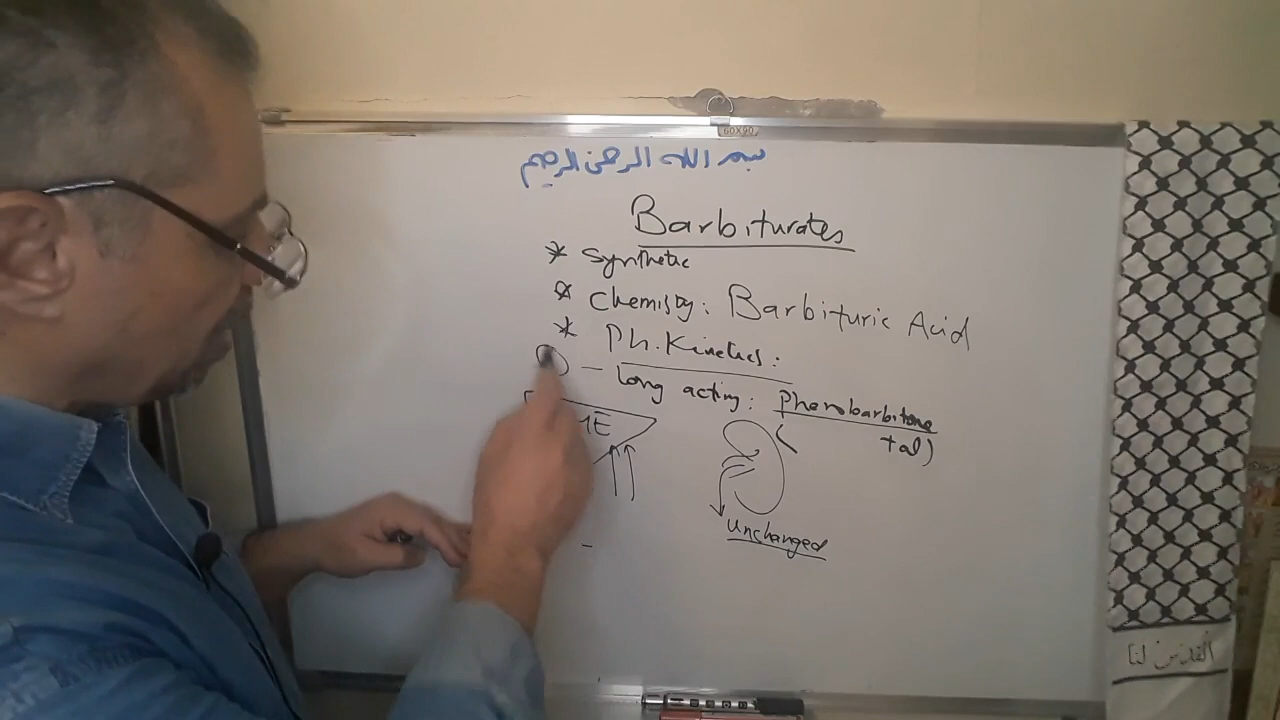 60X90
بسم الله الرحمن الرحيم
Barbiturates
* Synthetic
* Chemistry: Barbituric Acid
* Ph. Kinetics:
- Long acting: Phenobarbitone
tal)
Unchanged
القدس لنا